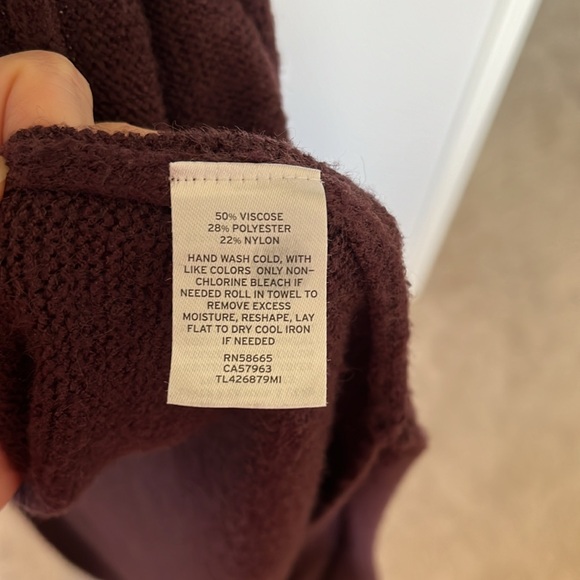 50% VISCOSE
28% POLYESTER
22% NYLON
HAND WASH COLD, WITH
LIKE COLORS ONLY NON-
CHLORINE BLEACH IF
NEEDED ROLL IN TOWEL TO
REMOVE EXCESS
MOISTURE, RESHAPE, LAY
FLAT TO DRY COOL IRON
IF NEEDED
RN58665
CA57963
TL426879MI